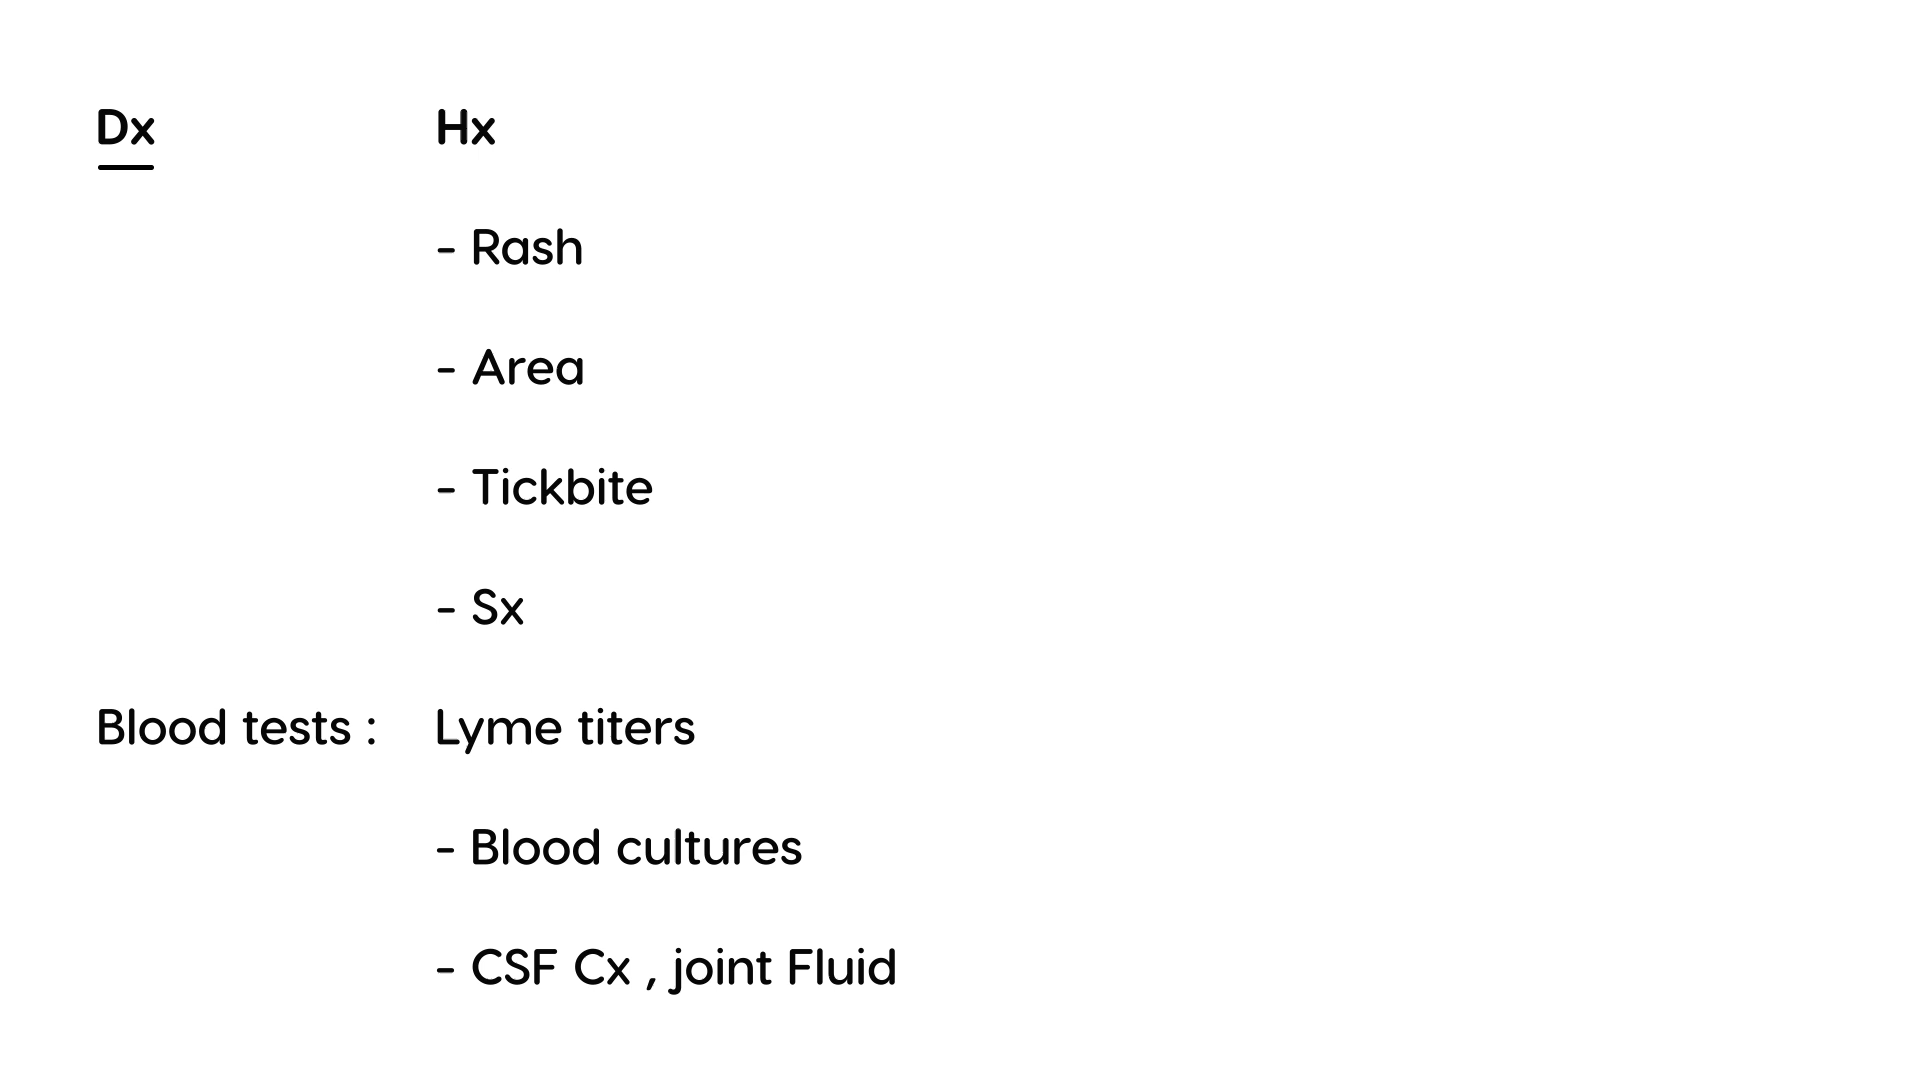 Dx Hx
- Rash
- Area
- Tickbite
- Sx
Blood tests : Lyme titers
- Blood cultures
- CSF Cx , joint Fluid